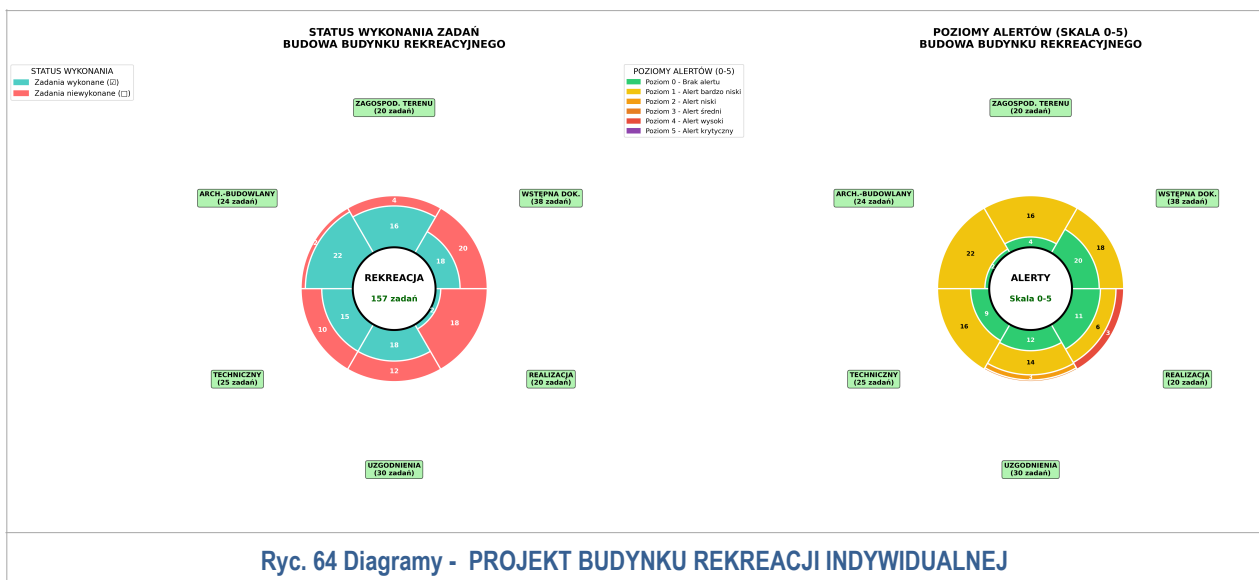 STATUS WYKONANIA ZADAŃ
BUDOWA BUDYNKU REKREACYJNEGO
STATUS WYKONANIA
Zadania wykonane (☑)
Zadania niewykonane (□)
ZAGOSPOD. TERENU
(20 zadań)
ARCH.-BUDOWLANY
(24 zadań)
WSTĘPNA DOK.
(38 zadań)
4
16
20
22
18
REKREACJA
157 zadań
15
10
18
18
12
TECHNICZNY
(25 zadań)
REALIZACJA
(20 zadań)
UZGODNIENIA
(30 zadań)
POZIOMY ALERTÓW (SKALA 0-5)
BUDOWA BUDYNKU REKREACYJNEGO
POZIOMY ALERTÓW (0-5)
Poziom 0 - Brak alertu
Poziom 1 - Alert bardzo niski
Poziom 2 - Alert niski
Poziom 3 - Alert średni
Poziom 4 - Alert wysoki
Poziom 5 - Alert krytyczny
ZAGOSPOD. TERENU
(20 zadań)
ARCH.-BUDOWLANY
(24 zadań)
WSTĘPNA DOK.
(38 zadań)
16
4
18
22
20
ALERTY
Skala 0-5
9
11
16
6
3
12
14
TECHNICZNY
(25 zadań)
REALIZACJA
(20 zadań)
UZGODNIENIA
(30 zadań)
Ryc. 64 Diagramy - PROJEKT BUDYNKU REKREACJI INDYWIDUALNEJ